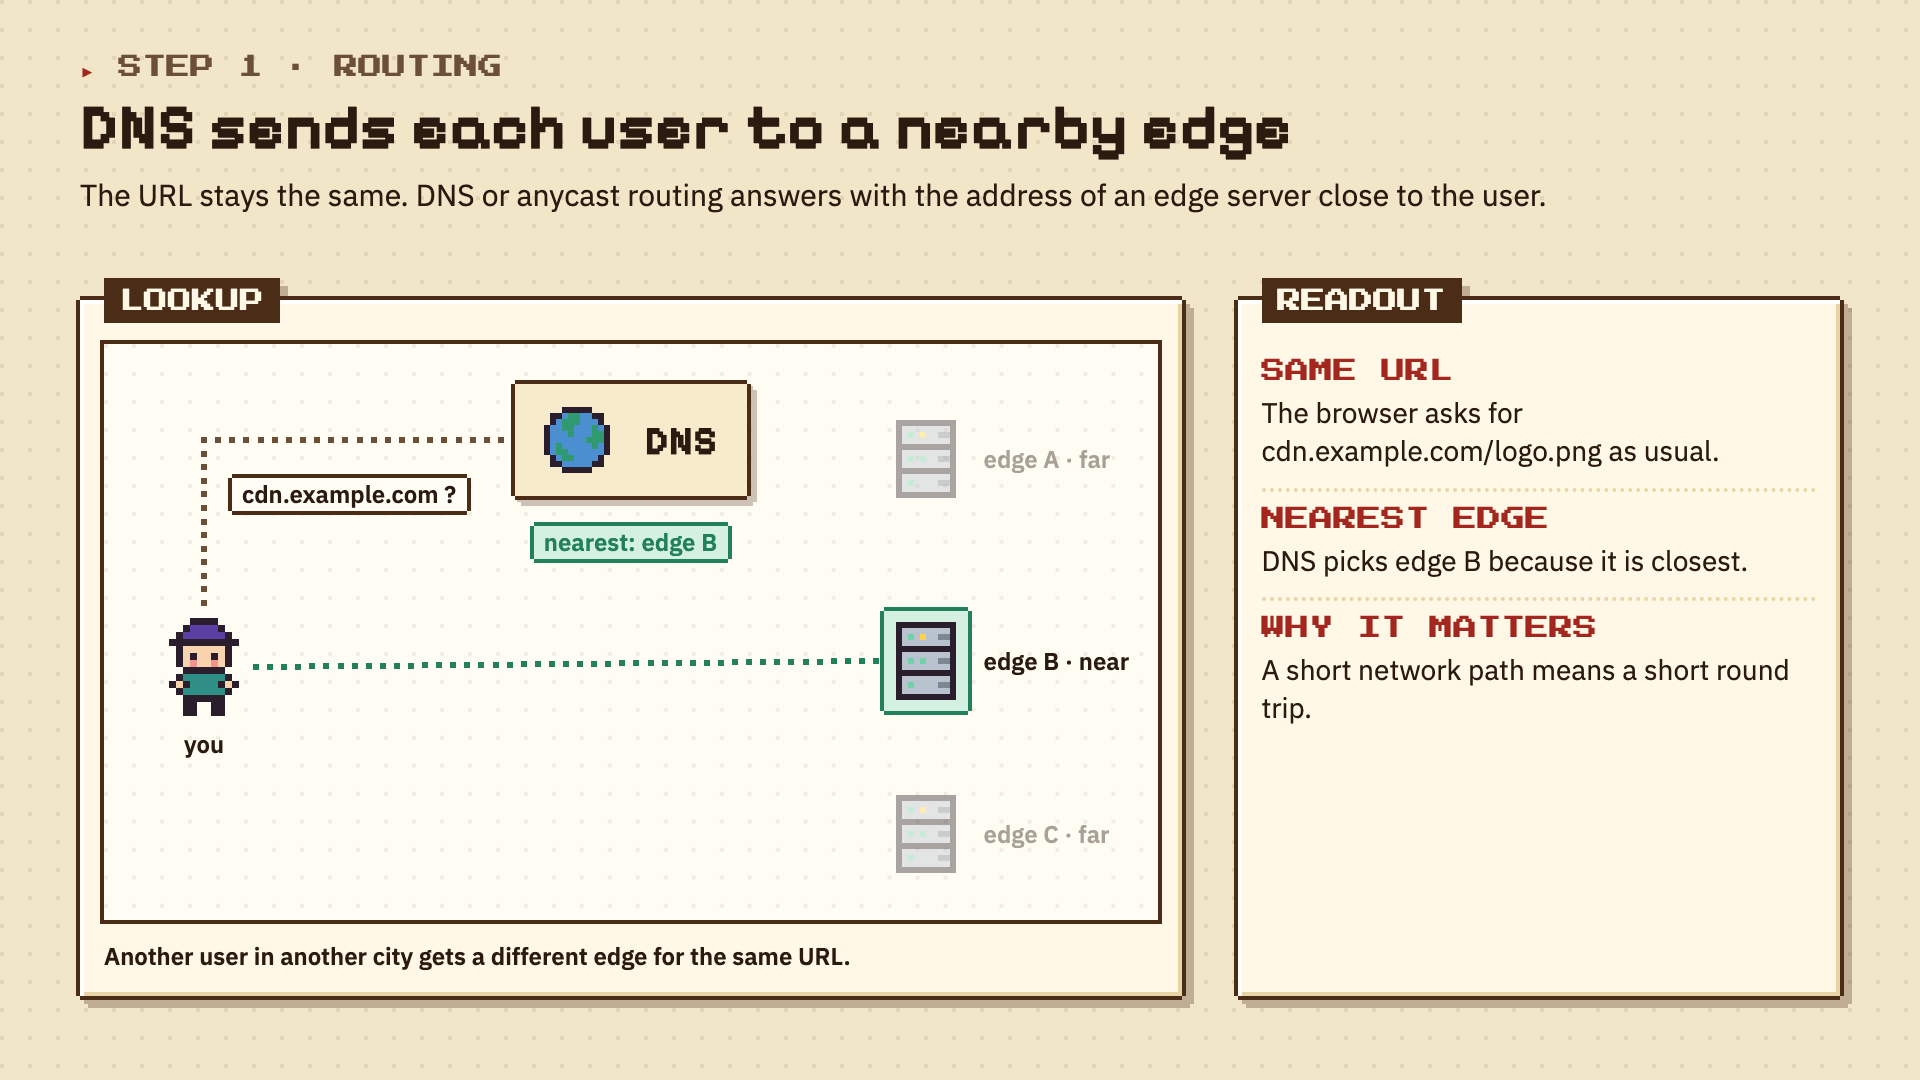 ▸ STEP 1 · ROUTING
DNS sends each user to a nearby edge
The URL stays the same. DNS or anycast routing answers with the address of an edge server close to the user.
LOOKUP
DNS
cdn.example.com ?
nearest: edge B
edge A · far
edge B · near
you
edge C · far
Another user in another city gets a different edge for the same URL.
READOUT
SAME URL
The browser asks for
cdn.example.com/logo.png as usual.
NEAREST EDGE
DNS picks edge B because it is closest.
WHY IT MATTERS
A short network path means a short round
trip.